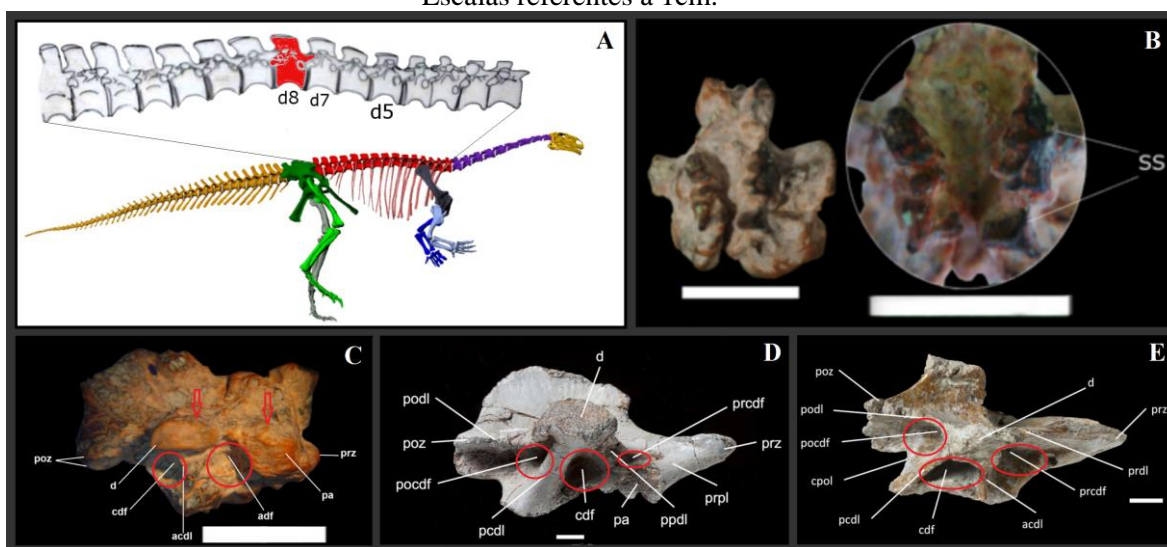 Escalas referentes a 1cm.
A
d8 d7 d5
B
SS
C
poz
d
cdf
acdl
adf
pa
prz
D
d
podl
poz
pocdf
pcdl
cdf
pa
ppdl
prpl
prz
prcdf
E
poz
podl
pocdf
cpol
pcdl
cdf
acdl
prcdf
prdl
prz
d